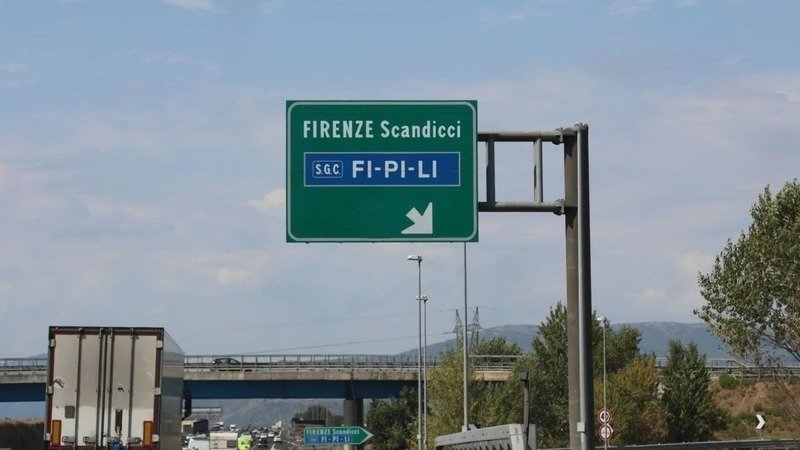 FIRENZE Scandicci
S.G.C. FI-PI-LI
FIRENZE Scandicci
S.G.C. FI-PI-LI